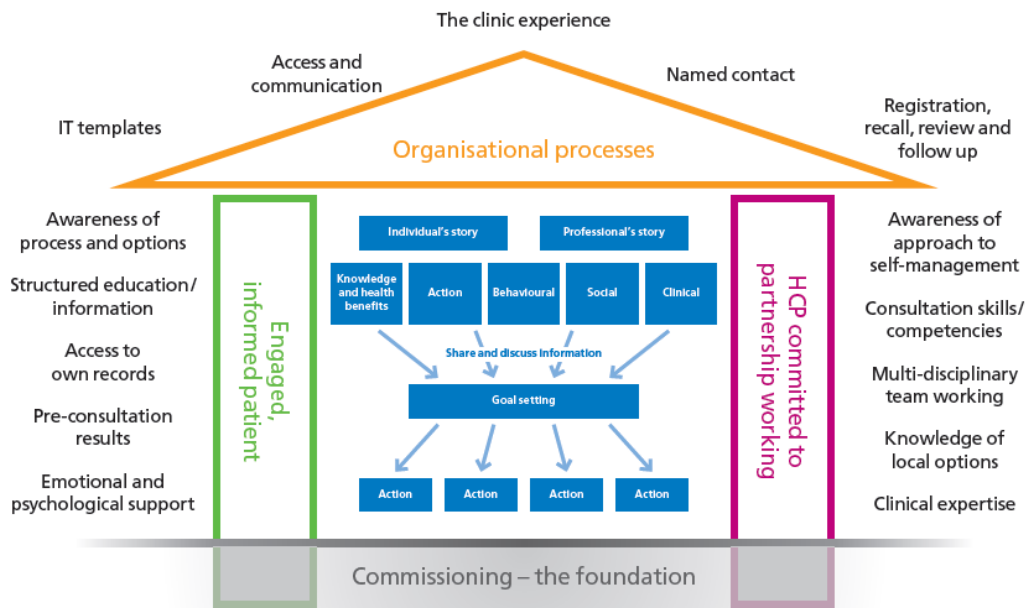 The clinic experience
Access and
communication
Named contact
IT templates
Registration,
recall, review and
follow up
Organisational processes
Awareness of
process and options
Structured education/
information
Access to
own records
Pre-consultation
results
Emotional and
psychological support
Engaged,
informed patient
Individual's story
Professional's story
Knowledge
and health
benefits
Action
Behavioural
Social
Clinical
Share and discuss information
Goal setting
Action
Action
Action
Action
HCP committed to
partnership working
Awareness of
approach to
self-management
Consultation skills/
competencies
Multi-disciplinary
team working
Knowledge of
local options
Clinical expertise
Commissioning – the foundation